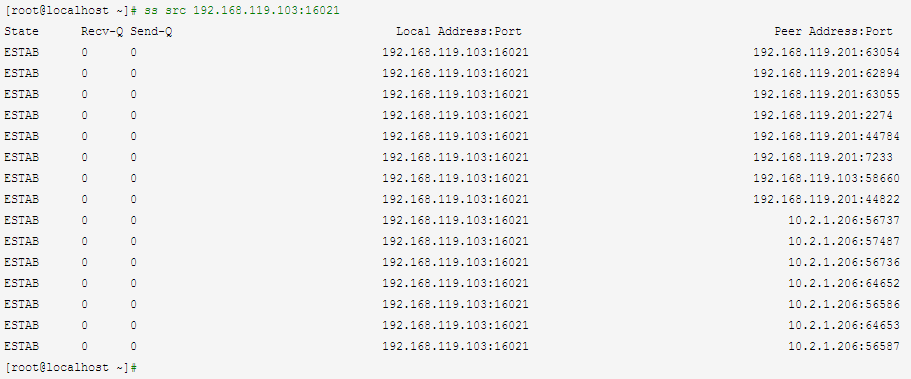 [root@localhost ~]# ss src 192.168.119.103:16021
State Recv-Q Send-Q Local Address:Port Peer Address:Port
ESTAB 0 0 192.168.119.103:16021 192.168.119.201:63054
ESTAB 0 0 192.168.119.103:16021 192.168.119.201:62894
ESTAB 0 0 192.168.119.103:16021 192.168.119.201:63055
ESTAB 0 0 192.168.119.103:16021 192.168.119.201:2274
ESTAB 0 0 192.168.119.103:16021 192.168.119.201:44784
ESTAB 0 0 192.168.119.103:16021 192.168.119.201:7233
ESTAB 0 0 192.168.119.103:16021 192.168.119.103:58660
ESTAB 0 0 192.168.119.103:16021 192.168.119.201:44822
ESTAB 0 0 192.168.119.103:16021 10.2.1.206:56737
ESTAB 0 0 192.168.119.103:16021 10.2.1.206:57487
ESTAB 0 0 192.168.119.103:16021 10.2.1.206:56736
ESTAB 0 0 192.168.119.103:16021 10.2.1.206:64652
ESTAB 0 0 192.168.119.103:16021 10.2.1.206:56586
ESTAB 0 0 192.168.119.103:16021 10.2.1.206:64653
ESTAB 0 0 192.168.119.103:16021 10.2.1.206:56587
[root@localhost ~]#